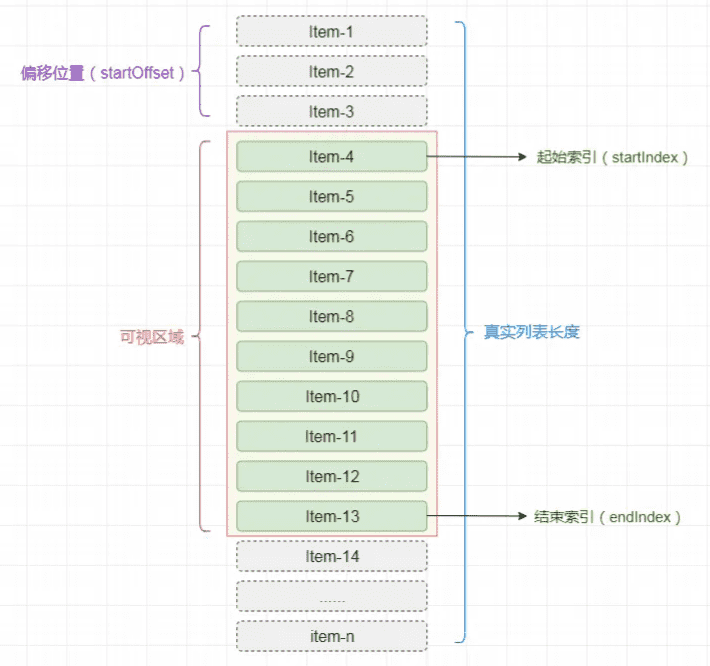 Item-1
偏移位置（startOffset）
Item-2
Item-3
Item-4
起始索引（startIndex）
Item-5
Item-6
Item-7
Item-8
可视区域
真实列表长度
Item-9
Item-10
Item-11
Item-12
Item-13
结束索引（endIndex）
Item-14
......
item-n